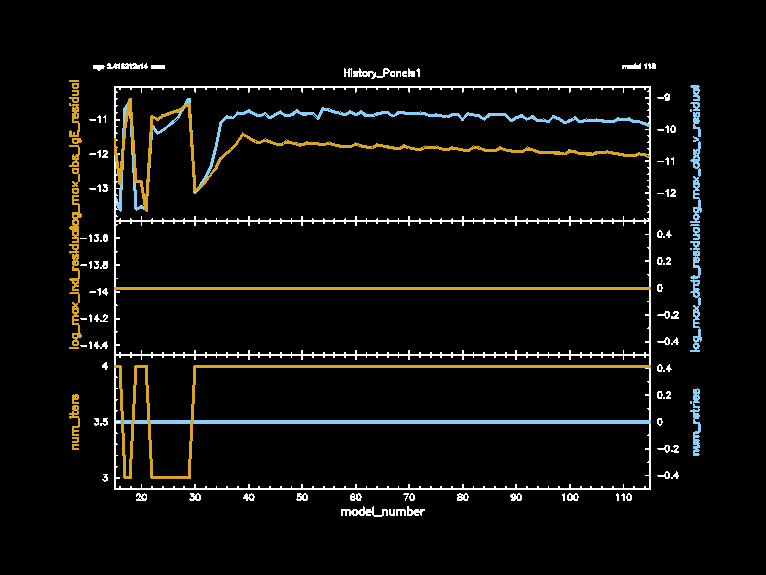 age 3.416212e14 secs
History_Panels1
model 115
log_max_abs_lgE_residual
-11
-12
-13
-9
-10
-11
-12
log_max_abs_v_residual
log_max_lnd_residual
-13.6
-13.8
-14
-14.2
-14.4
0.4
0.2
0
-0.2
-0.4
log_max_drdt_residual
num_iters
4
3.5
3
0.4
0.2
0
-0.2
-0.4
num_retries
20 30 40 50 60 70 80 90 100 110
model_number